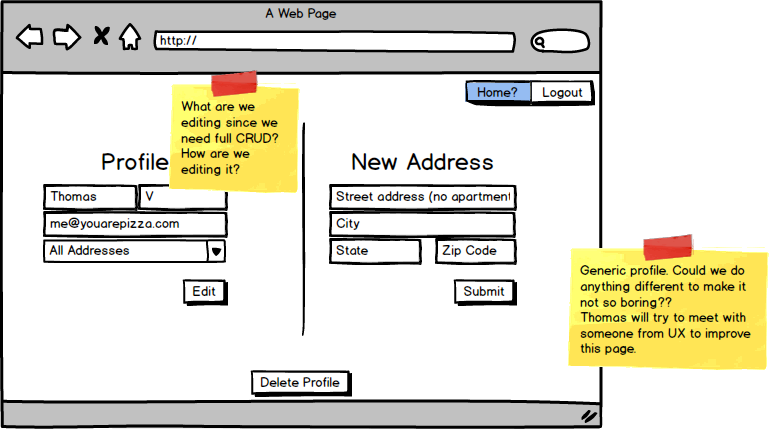 A Web Page
http://
Home? Logout
What are we
editing since we
need full CRUD?
How are we
editing it?
Profile
Thomas V
me@youarepizza.com
All Addresses
Edit
New Address
Street address (no apartment
City
State Zip Code
Submit
Generic profile. Could we do
anything different to make it
not so boring??
Thomas will try to meet with
someone from UX to improve
this page.
Delete Profile